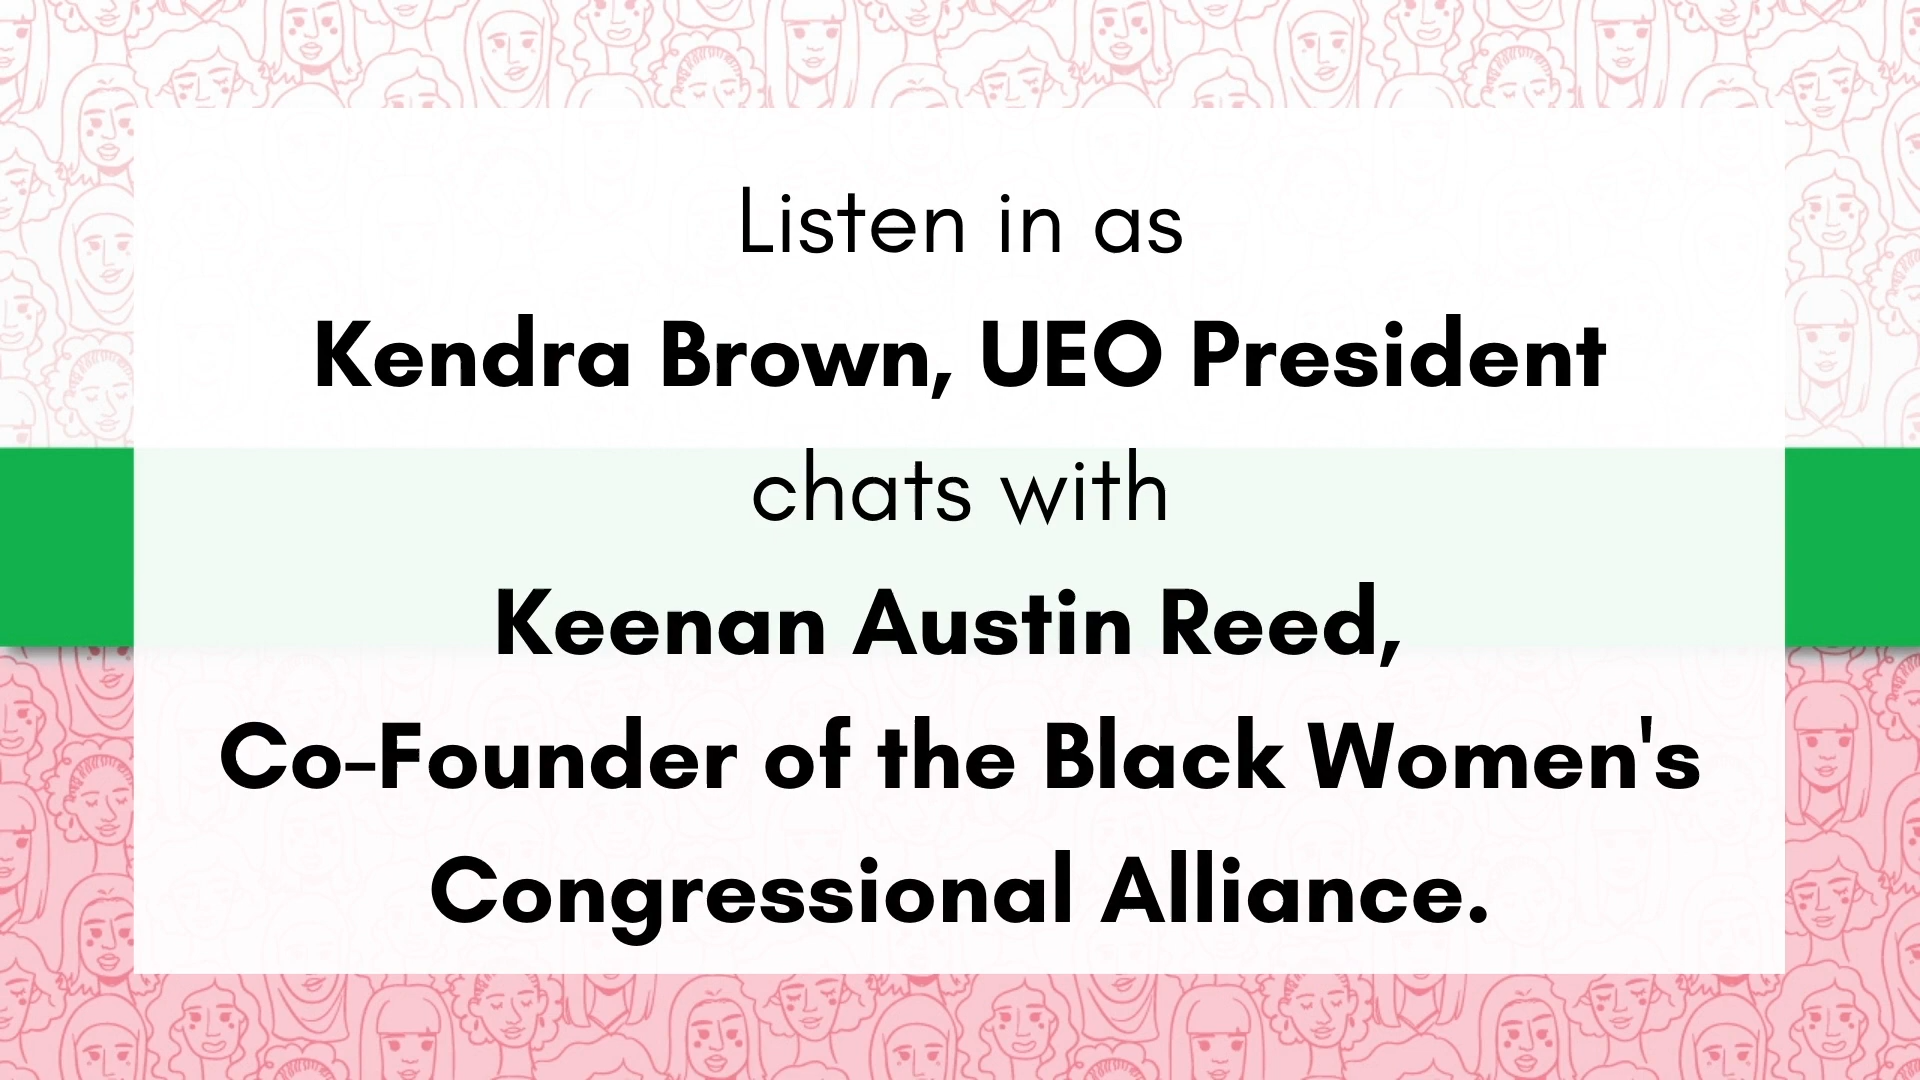 Listen in as
Kendra Brown, UEO President
chats with
Keenan Austin Reed,
Co-Founder of the Black Women's
Congressional Alliance.